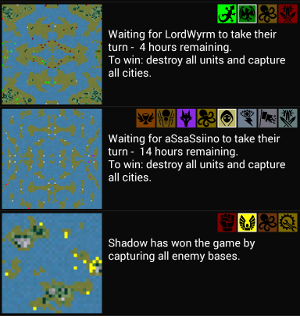 Waiting for LordWyrm to take their
turn - 4 hours remaining.
To win: destroy all units and capture
all cities.
Waiting for aSsaSsiino to take their
turn - 14 hours remaining.
To win: destroy all units and capture
all cities.
Shadow has won the game by
capturing all enemy bases.